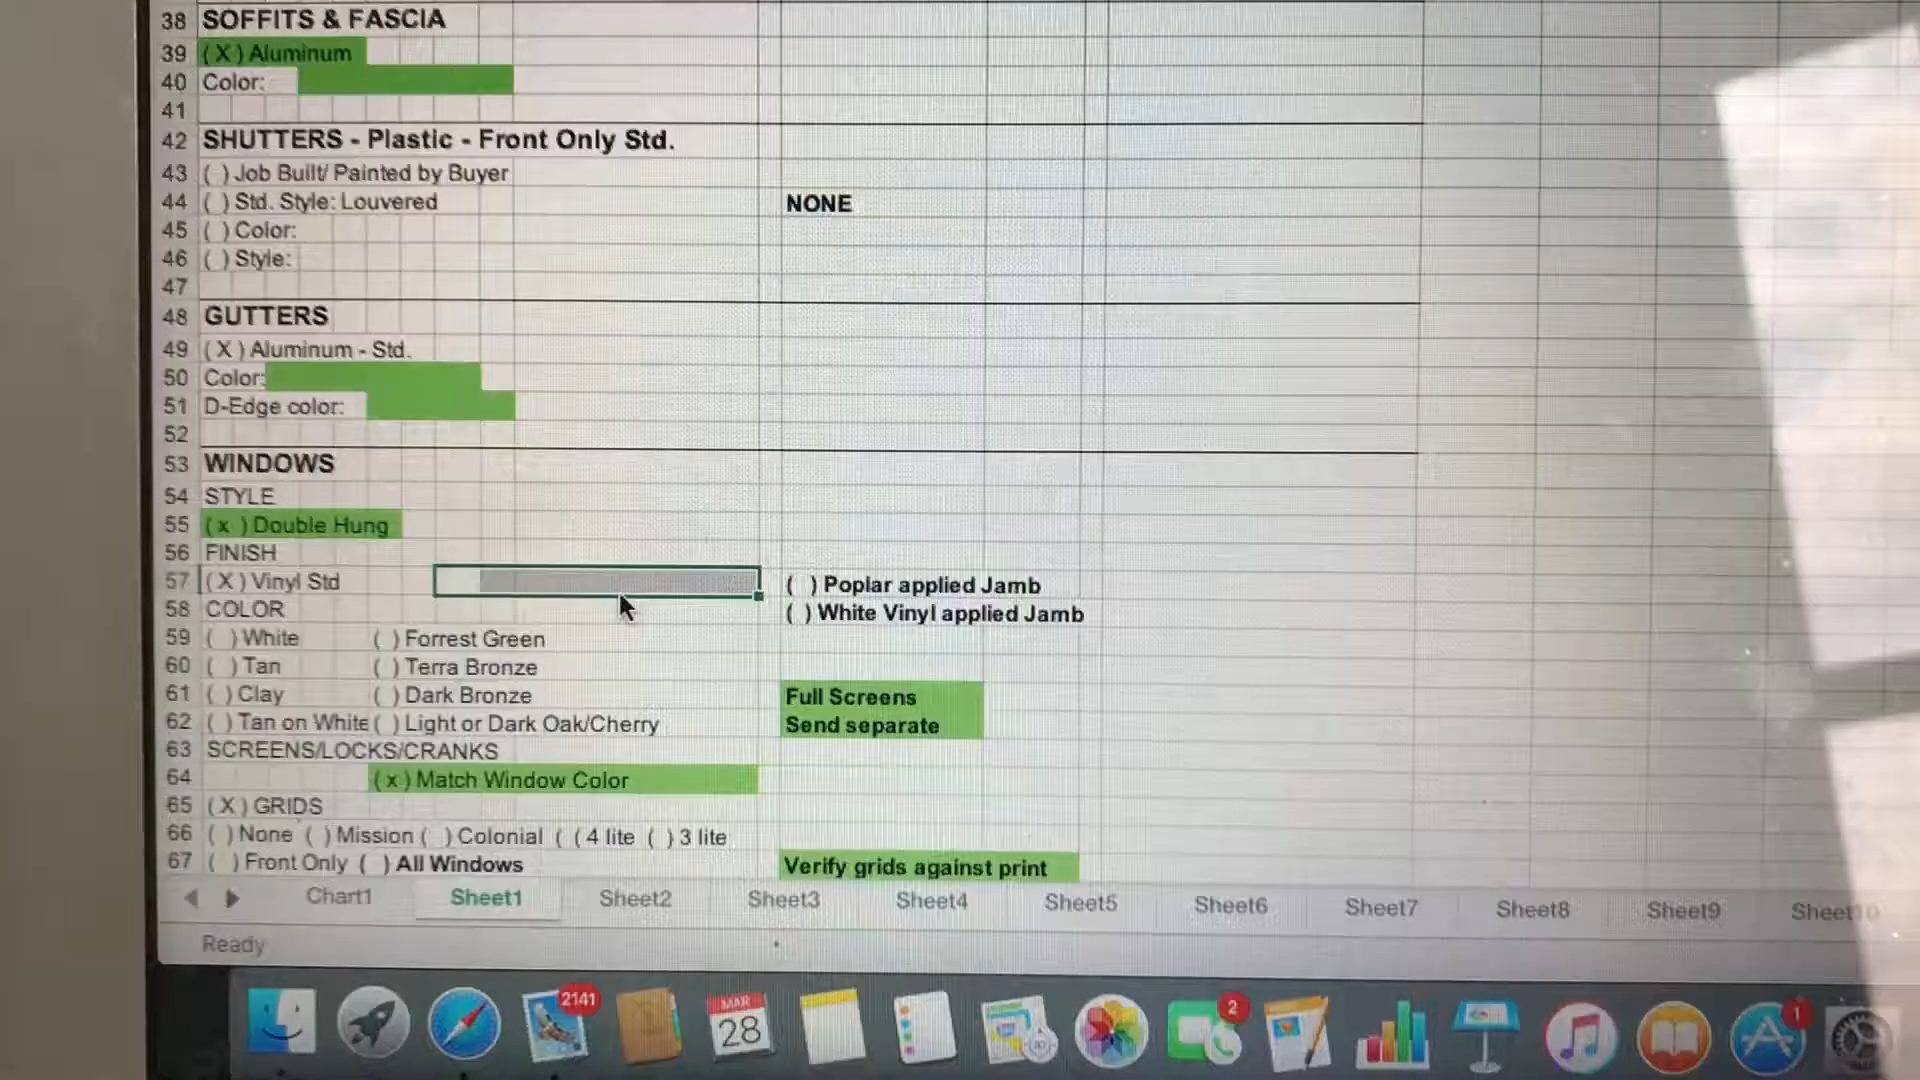 38 SOFFITS & FASCIA
39 ( X ) Aluminum
40 Color:
41
42 SHUTTERS - Plastic - Front Only Std.
43 ( ) Job Built/ Painted by Buyer
44 ( ) Std. Style: Louvered NONE
45 ( ) Color:
46 ( ) Style:
47
48 GUTTERS
49 ( X ) Aluminum - Std.
50 Color:
51 D-Edge color:
52
53 WINDOWS
54 STYLE
55 ( x ) Double Hung
56 FINISH
57 ( X ) Vinyl Std ( ) Poplar applied Jamb
58 COLOR ( ) White Vinyl applied Jamb
59 ( ) White ( ) Forrest Green
60 ( ) Tan ( ) Terra Bronze
61 ( ) Clay ( ) Dark Bronze Full Screens
62 ( ) Tan on White ( ) Light or Dark Oak/Cherry Send separate
63 SCREENS/LOCKS/CRANKS
64 ( x ) Match Window Color
65 ( X ) GRIDS
66 ( ) None ( ) Mission ( ) Colonial ( ( 4 lite ( ) 3 lite
67 ( ) Front Only ( ) All Windows Verify grids against print
Chart1 Sheet1 Sheet2 Sheet3 Sheet4 Sheet5 Sheet6 Sheet7 Sheet8 Sheet9 Sheet10
Ready
2141 MAR 28 2 1